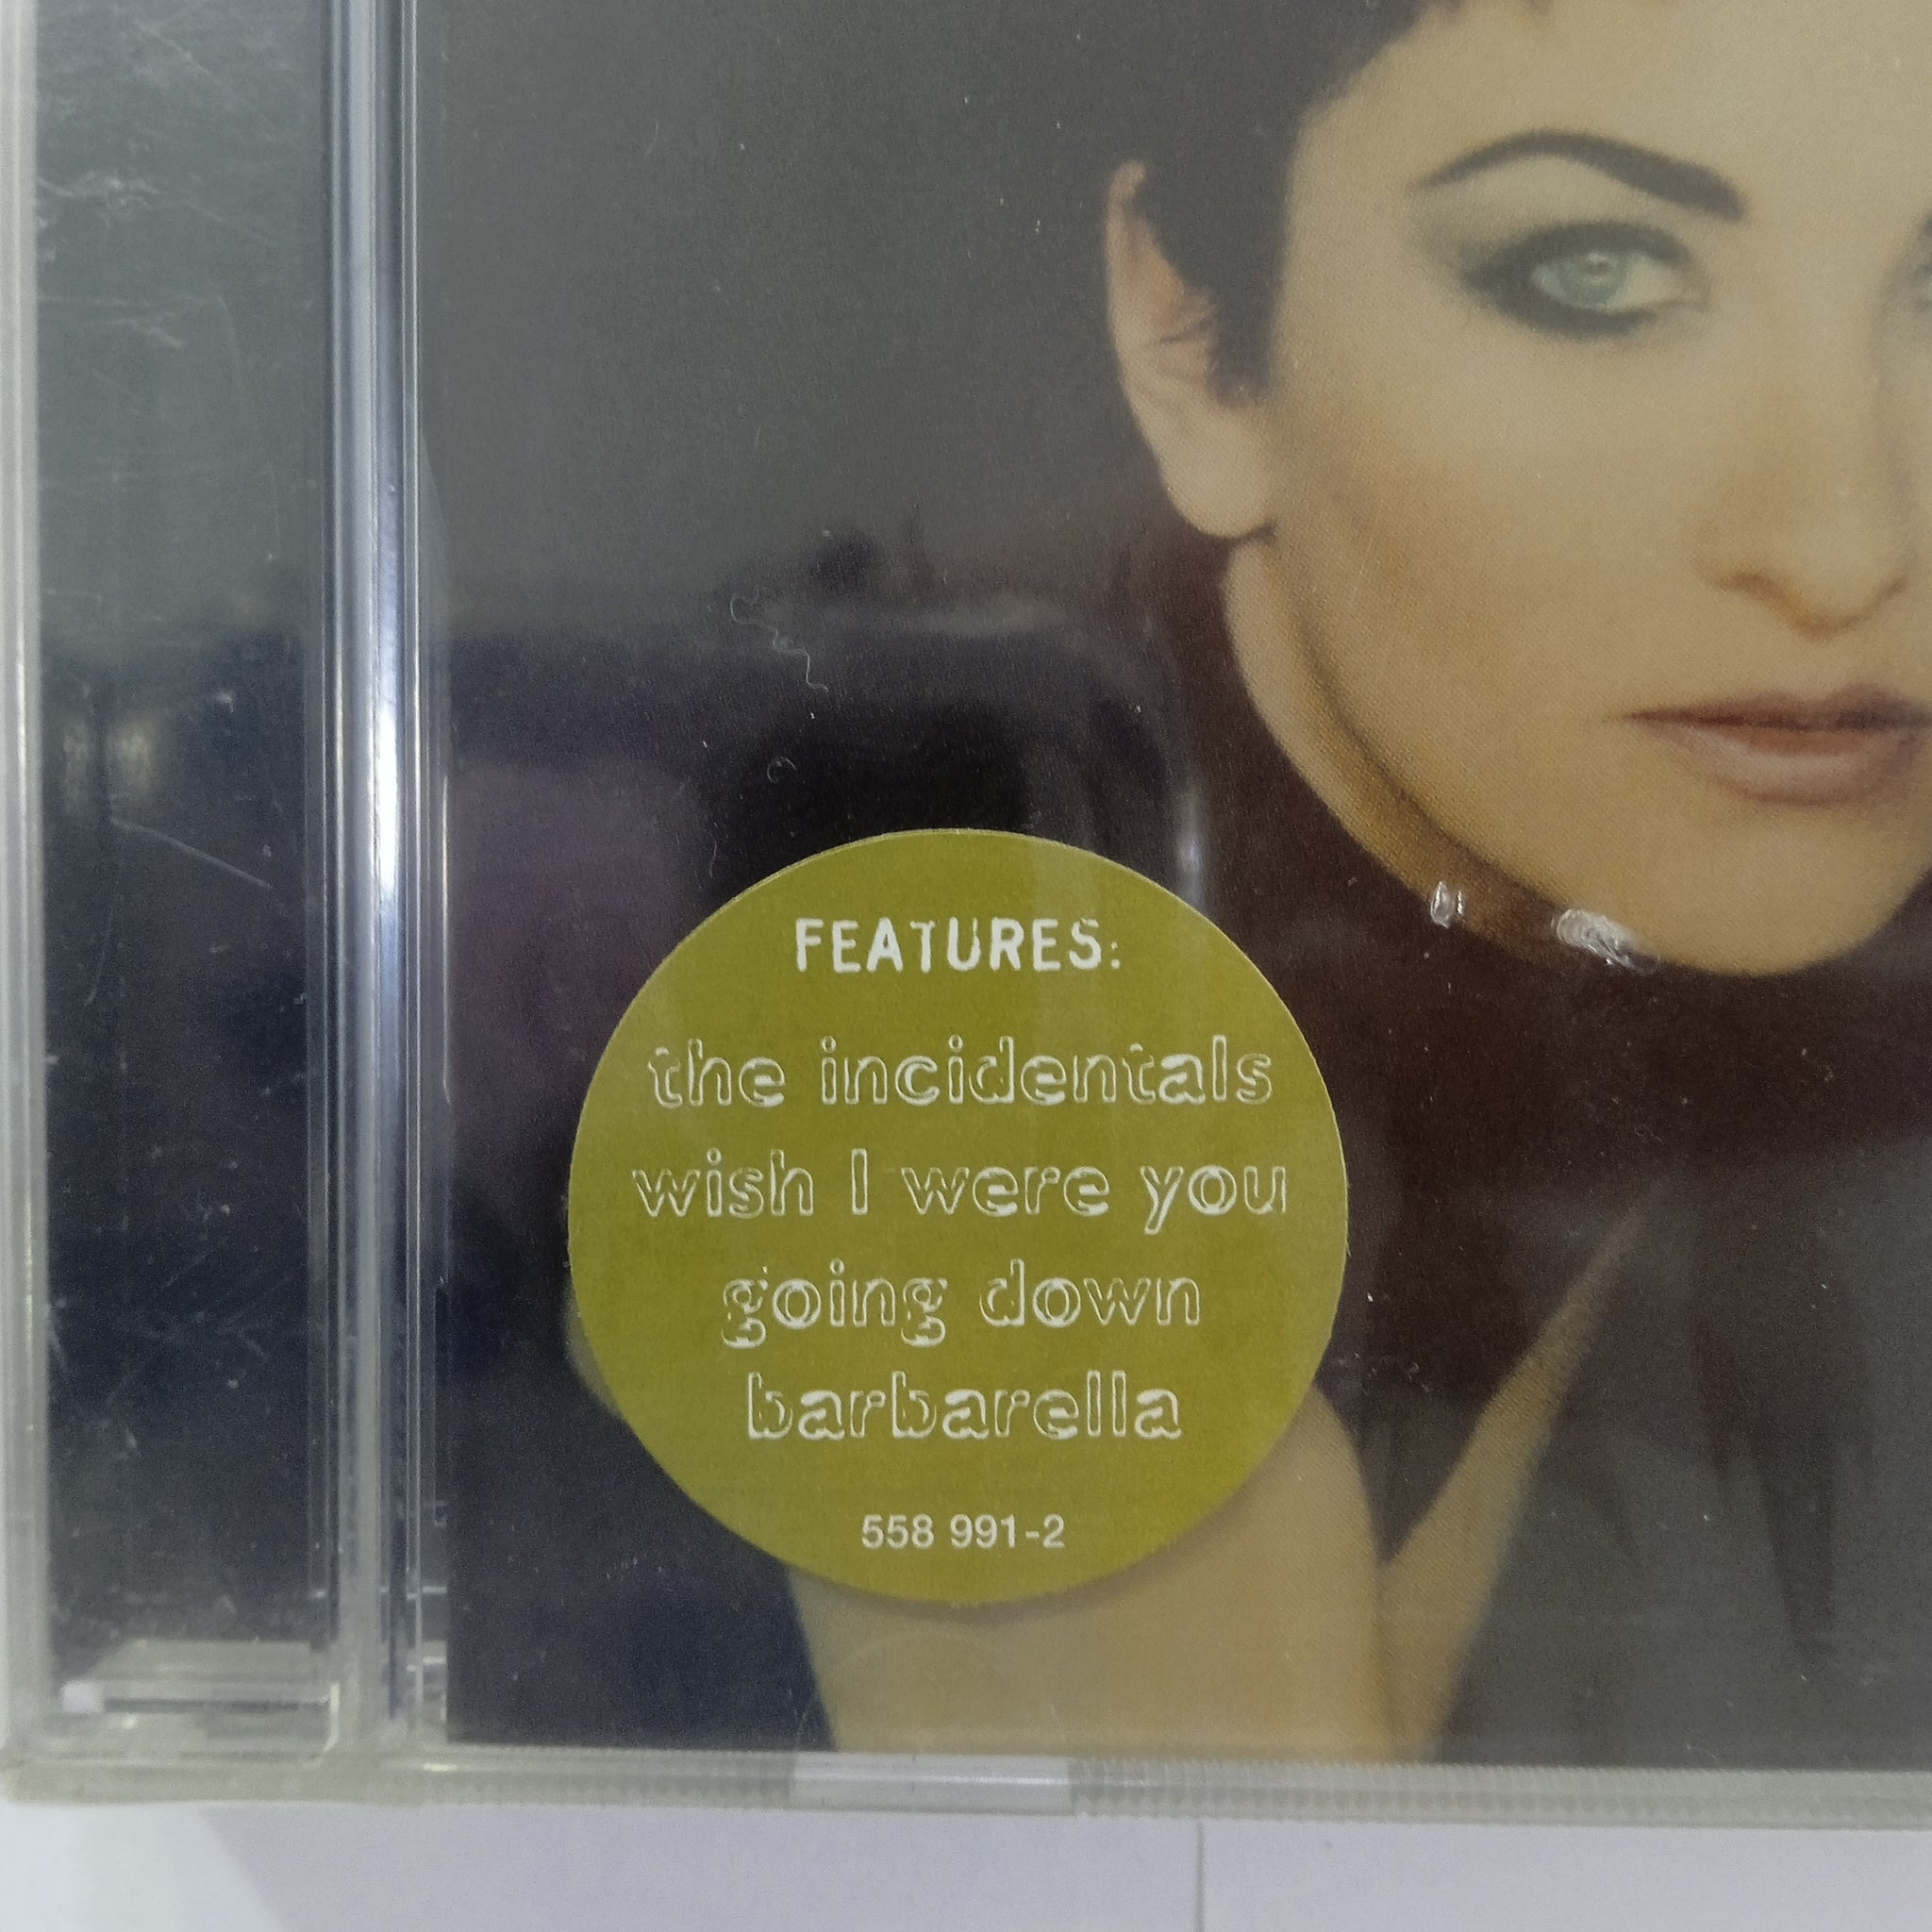 FEATURES:
the incidentals
wish I were you
going down
barbarella
558 991-2